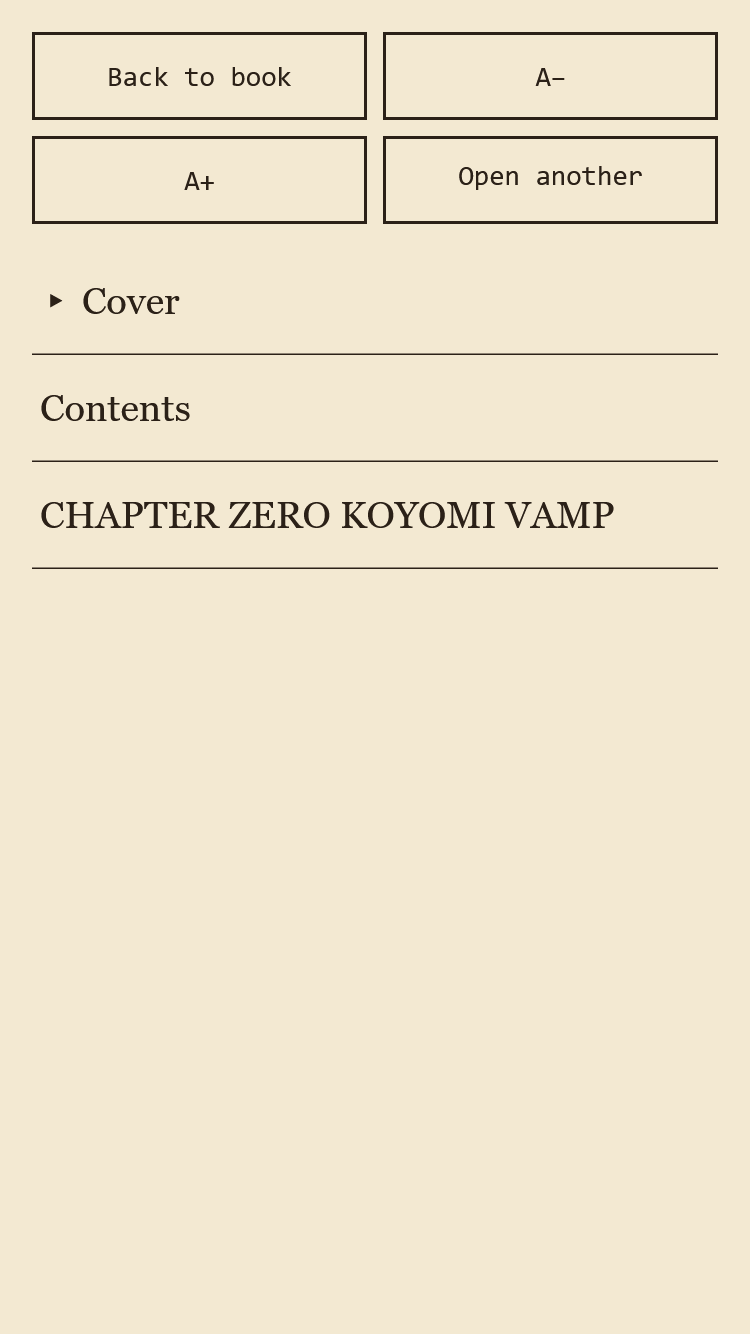 Back to book
A−
A+
Open another
▸ Cover
Contents
CHAPTER ZERO KOYOMI VAMP